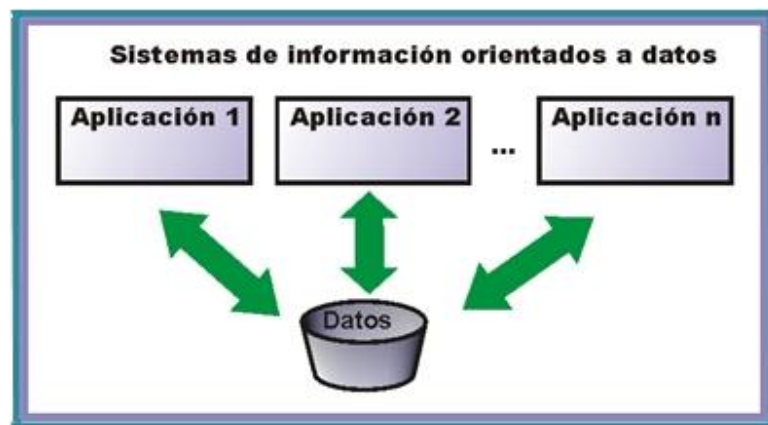 Sistemas de información orientados a datos
Aplicación 1
Aplicación 2
...
Aplicación n
Datos